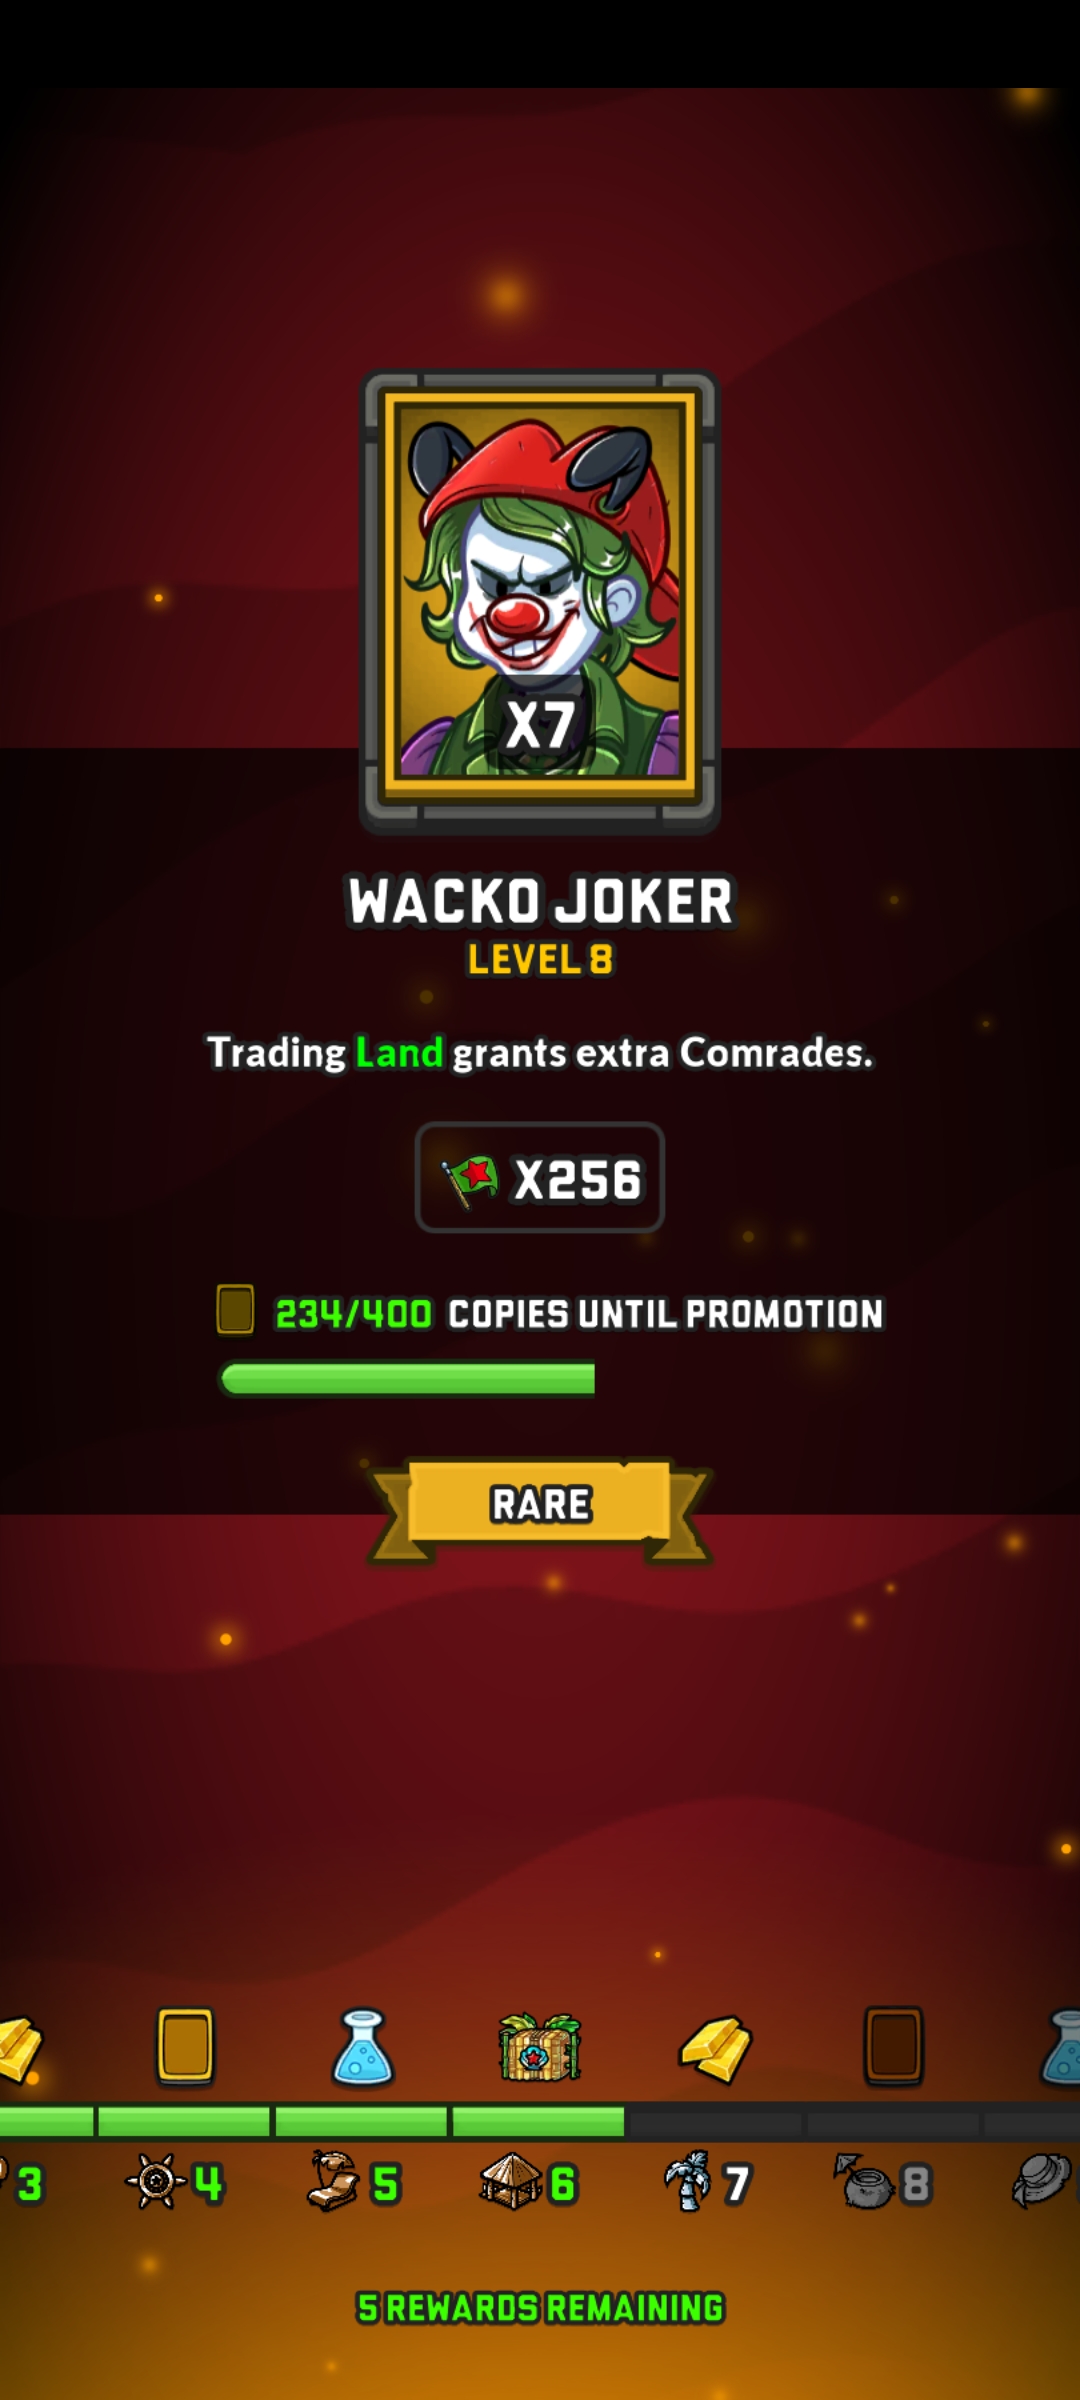 X7
WACKO JOKER
LEVEL 8
Trading Land grants extra Comrades.
X256
234/400 COPIES UNTIL PROMOTION
RARE
3 4 5 6 7 8
5 REWARDS REMAINING